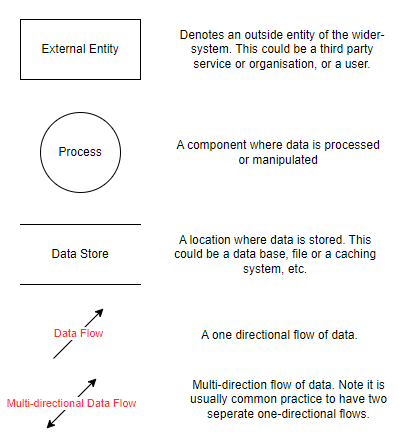 External Entity
Denotes an outside entity of the wider-
system. This could be a third party
service or organisation, or a user.
Process
A component where data is processed
or manipulated
Data Store
A location where data is stored. This
could be a data base, file or a caching
system, etc.
Data Flow
A one directional flow of data.
Multi-directional Data Flow
Multi-direction flow of data. Note it is
usually common practice to have two
seperate one-directional flows.